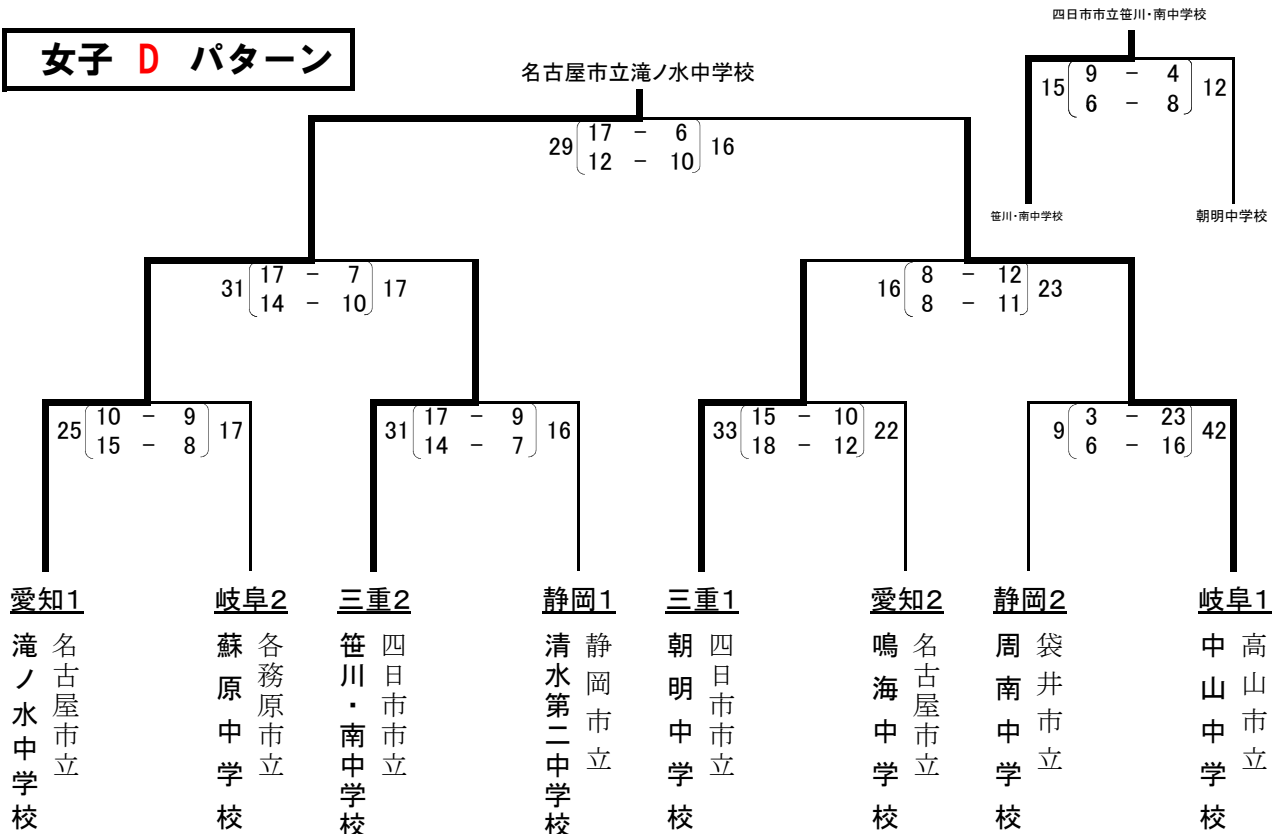 四日市市立笹川・南中学校
女子 D パターン
15 9 - 4 12
6 - 8
笹川・南中学校 朝明中学校
名古屋市立滝ノ水中学校
29 17 - 6 16
12 - 10
31 17 - 7 17
14 - 10
16 8 - 12 23
8 - 11
25 10 - 9 17
15 - 8
31 17 - 9 16
14 - 7
33 15 - 10 22
18 - 12
9 3 - 23 42
6 - 16
愛知1 岐阜2 三重2 静岡1 三重1 愛知2 静岡2 岐阜1
名古屋市立
滝ノ水中学校
各務原市立
蘇原中学校
四日市市立
笹川・南中学校
静岡市立
清水第二中学校
四日市市立
朝明中学校
名古屋市立
鳴海中学校
袋井市立
周南中学校
高山市立
中山中学校